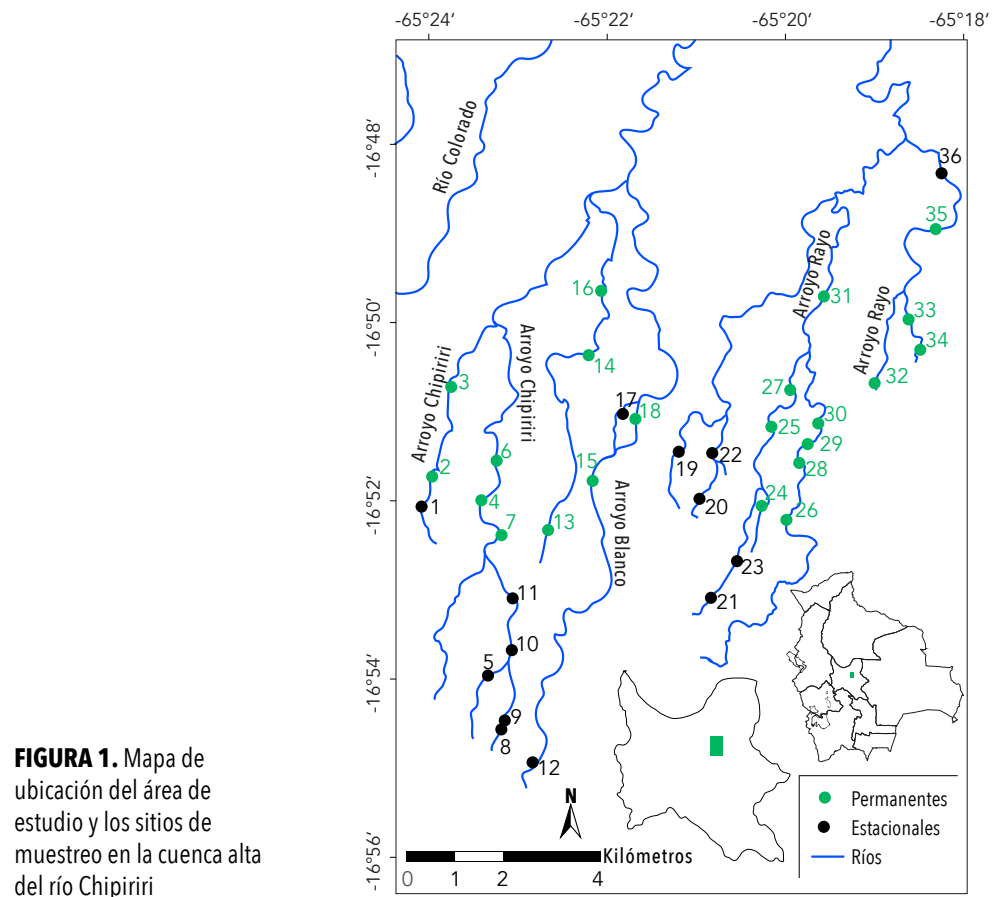 -65°24′ -65°22′ -65°20′ -65°18′
-16°48′
-16°50′
-16°52′
-16°54′
-16°56′
Río Colorado
Arroyo Chipiriri
Arroyo Chipiriri
Arroyo Blanco
Arroyo Rayo
Arroyo Rayo
36
35
16
31
33
14
34
3
32
27
17
18
30
25
6
29
19
22
2
15
28
4
20
24
1
26
7
13
23
11
21
10
5
9
8
12
FIGURA 1. Mapa de
ubicación del área de
estudio y los sitios de
muestreo en la cuenca alta
del río Chipiriri
N
Kilómetros
0 1 2 4
Permanentes
Estacionales
Ríos